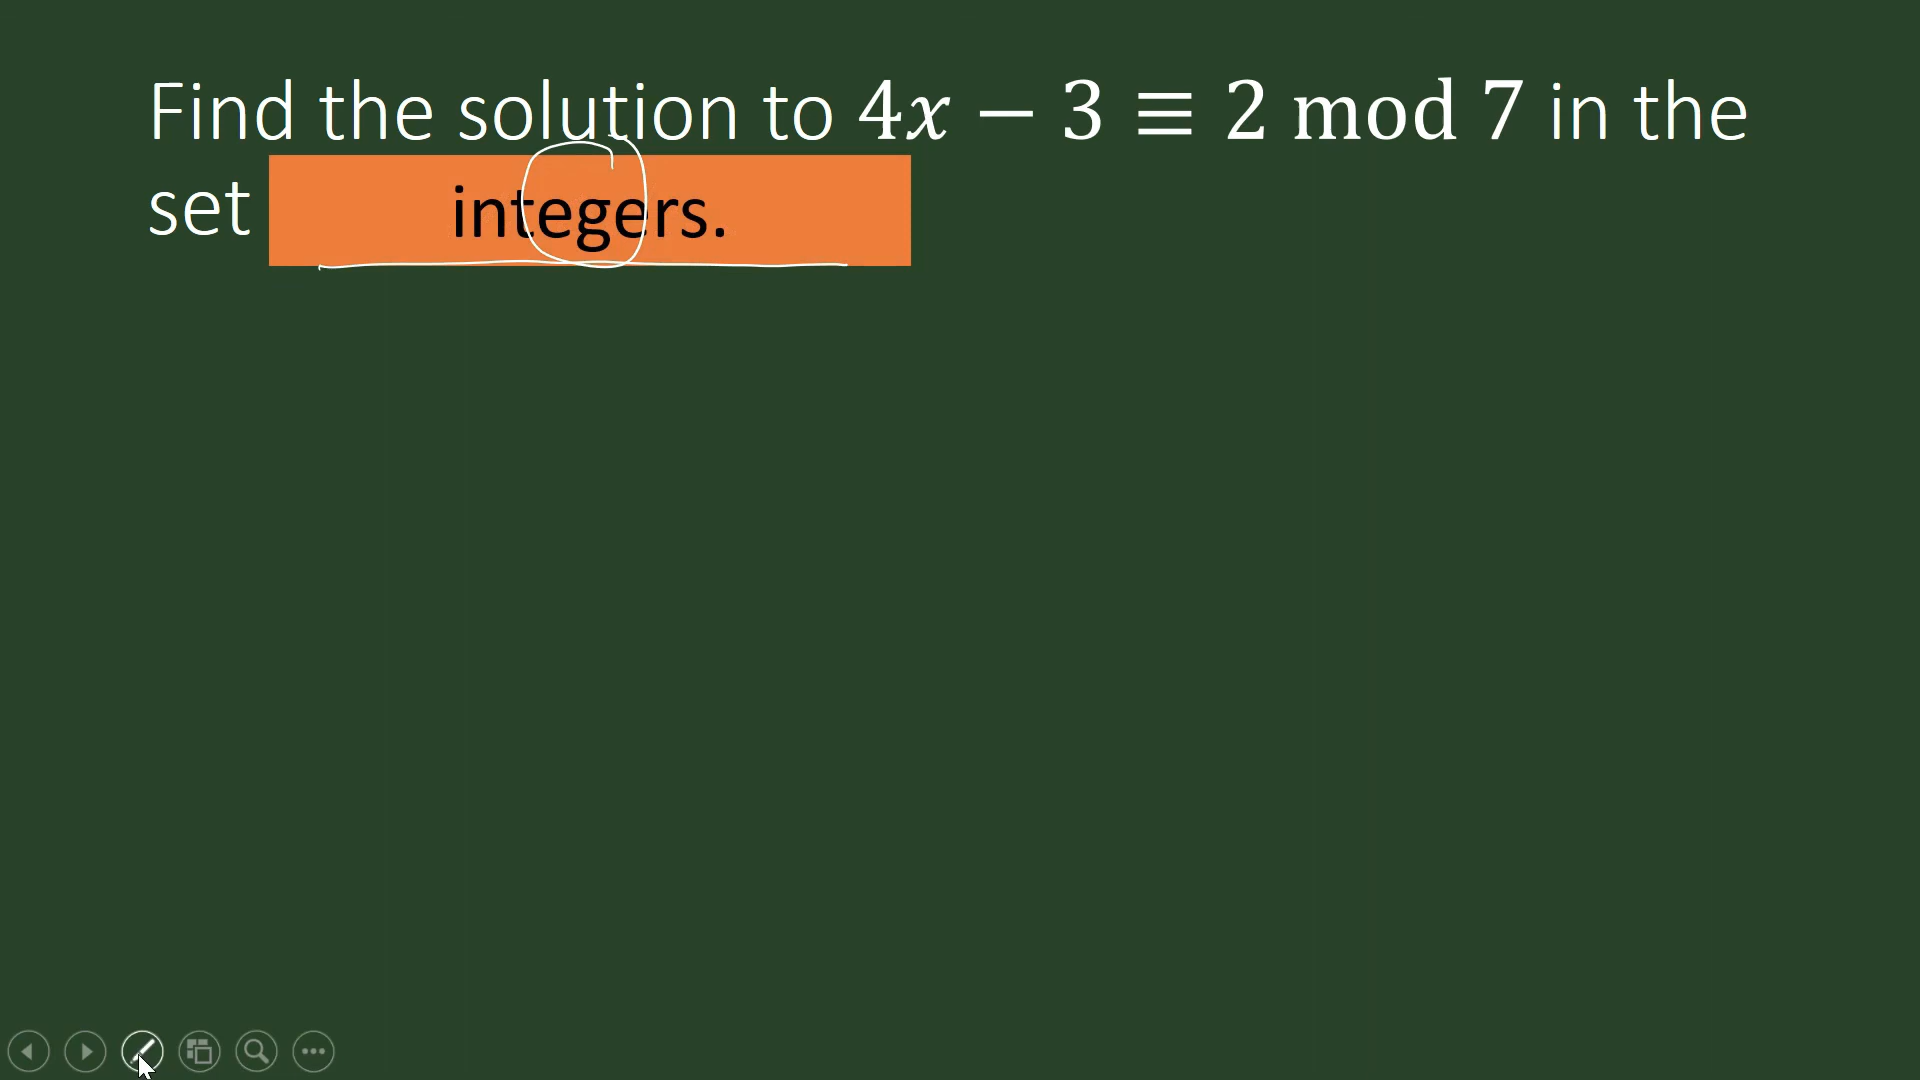 Find the solution to 4x − 3 ≡ 2 mod 7 in the
set integers.